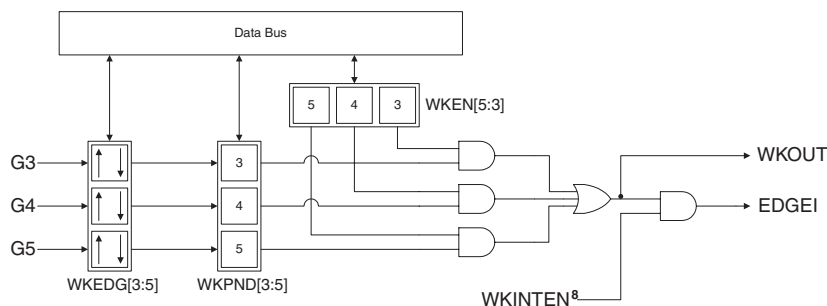 Data Bus
5 4 3 WKEN[5:3]
G3 3 WKOUT
G4 4 EDGEI
G5 5
WKEDG[3:5] WKPND[3:5]
WKINTEN⁸